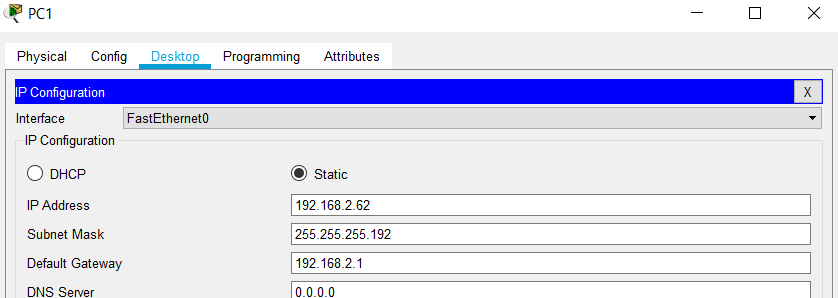 PC1
Physical Config Desktop Programming Attributes
IP Configuration X
Interface FastEthernet0
IP Configuration
DHCP Static
IP Address 192.168.2.62
Subnet Mask 255.255.255.192
Default Gateway 192.168.2.1
DNS Server 0.0.0.0